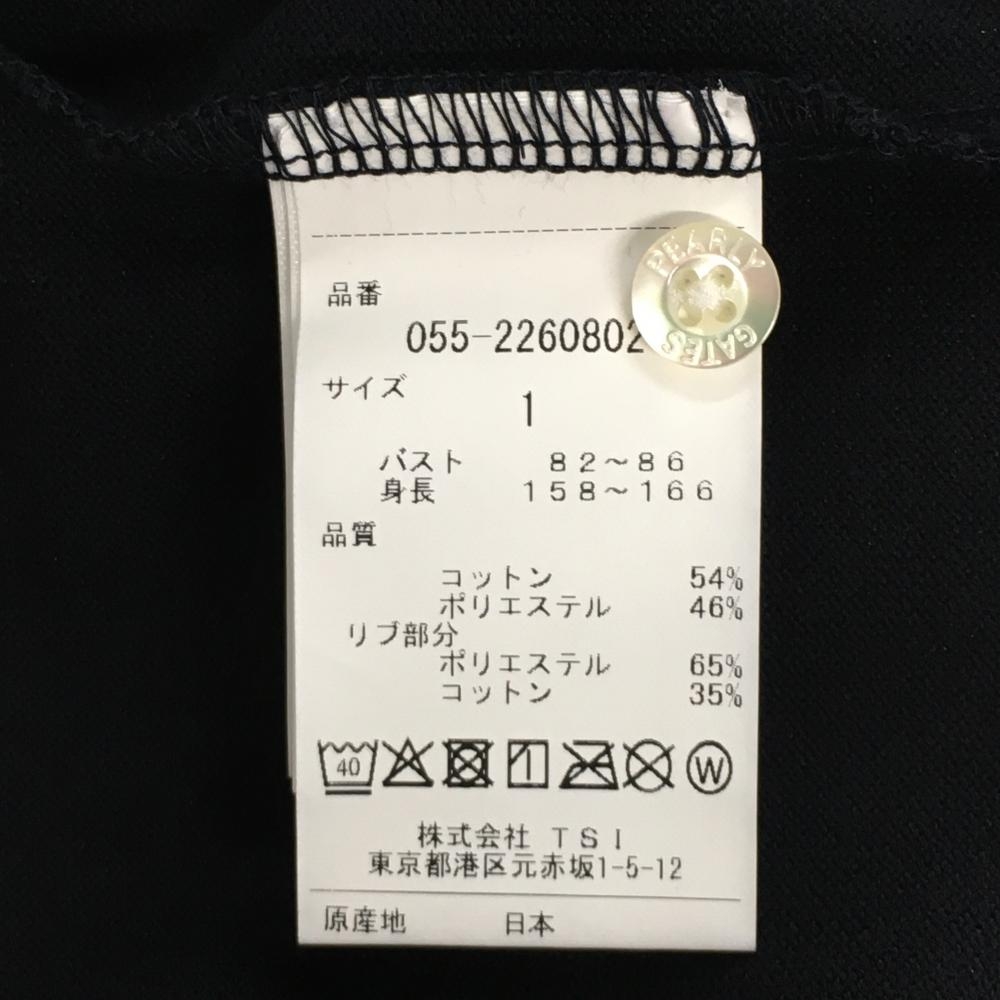 品番
055-2260802
PEARLY
GATES
サイズ
1
バスト 82～86
身長 158～166
品質
コットン 54%
ポリエステル 46%
リブ部分
ポリエステル 65%
コットン 35%
40
W
株式会社 TSI
東京都港区元赤坂1-5-12
原産地 日本